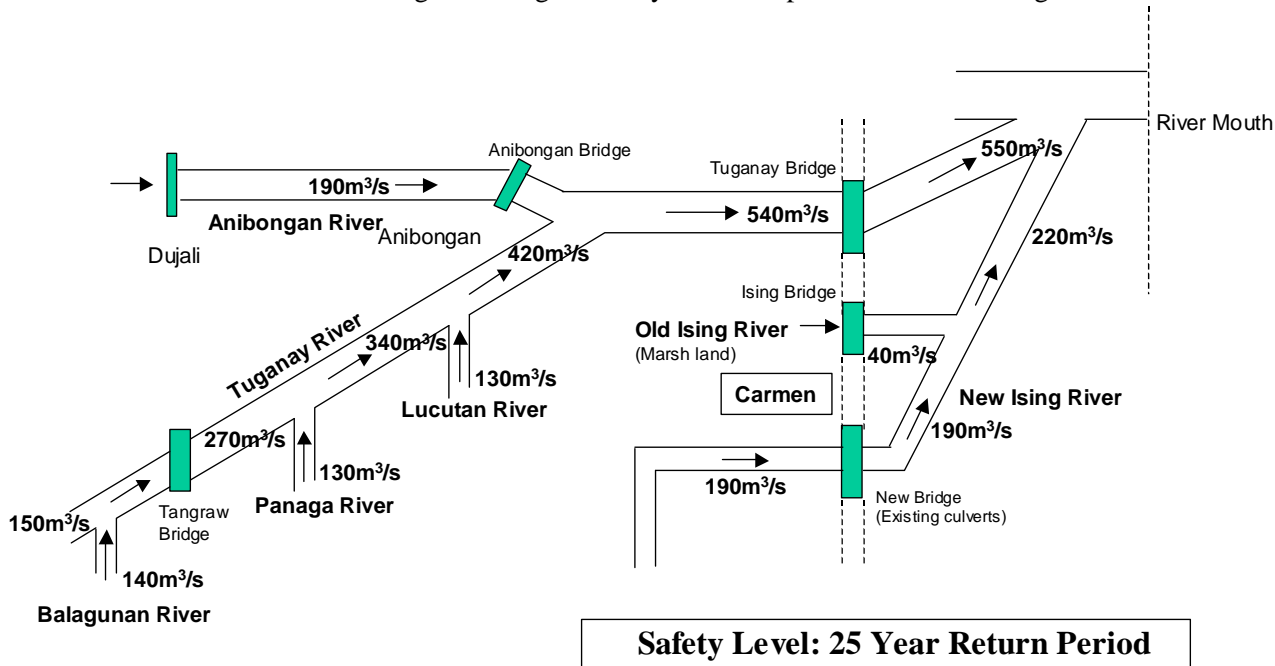 River Mouth
550m³/s
Anibongan Bridge
Tuganay Bridge
190m³/s
540m³/s
Anibongan River
Anibongan
Dujali
420m³/s
220m³/s
Ising Bridge
Old Ising River
(Marsh land)
40m³/s
Tuganay River
340m³/s
130m³/s
Lucutan River
Carmen
New Ising River
190m³/s
270m³/s
130m³/s
Panaga River
190m³/s
New Bridge
(Existing culverts)
150m³/s
Tangraw
Bridge
140m³/s
Balagunan River
Safety Level: 25 Year Return Period